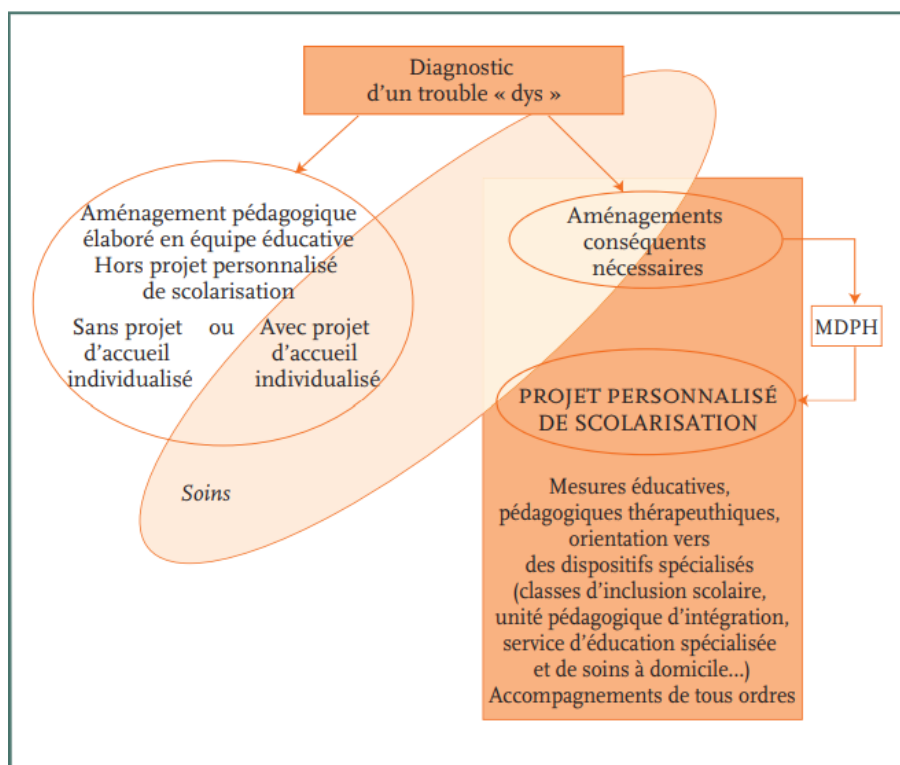 Diagnostic
d'un trouble « dys »
Aménagement pédagogique
élaboré en équipe éducative
Hors projet personnalisé
de scolarisation
Sans projet ou Avec projet
d'accueil d'accueil
individualisé individualisé
Soins
Aménagements
conséquents
nécessaires
MDPH
PROJET PERSONNALISÉ
DE SCOLARISATION
Mesures éducatives,
pédagogiques thérapeuthiques,
orientation vers
des dispositifs spécialisés
(classes d'inclusion scolaire,
unité pédagogique d'intégration,
service d'éducation spécialisée
et de soins à domicile...)
Accompagnements de tous ordres